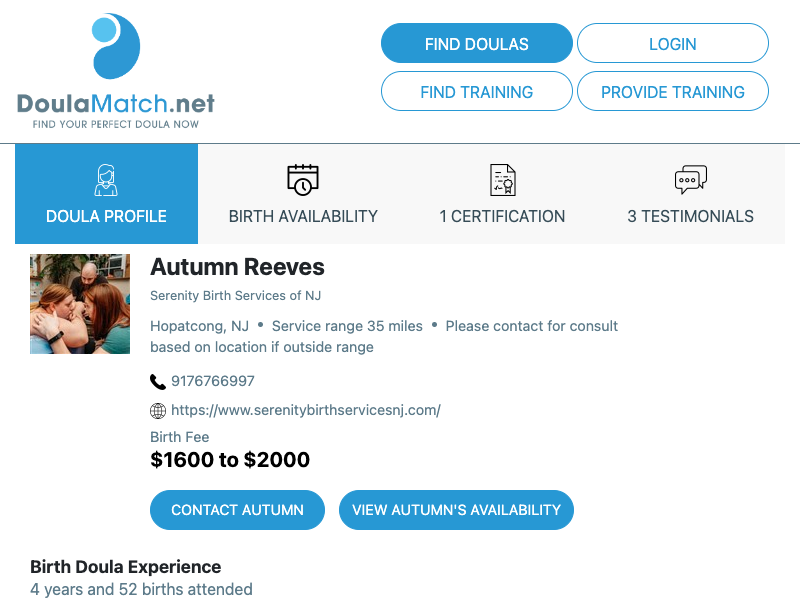 DoulaMatch.net
FIND YOUR PERFECT DOULA NOW
FIND DOULAS
LOGIN
FIND TRAINING
PROVIDE TRAINING
DOULA PROFILE
BIRTH AVAILABILITY
1 CERTIFICATION
3 TESTIMONIALS
Autumn Reeves
Serenity Birth Services of NJ
Hopatcong, NJ • Service range 35 miles • Please contact for consult
based on location if outside range
9176766997
https://www.serenitybirthservicesnj.com/
Birth Fee
$1600 to $2000
CONTACT AUTUMN
VIEW AUTUMN'S AVAILABILITY
Birth Doula Experience
4 years and 52 births attended